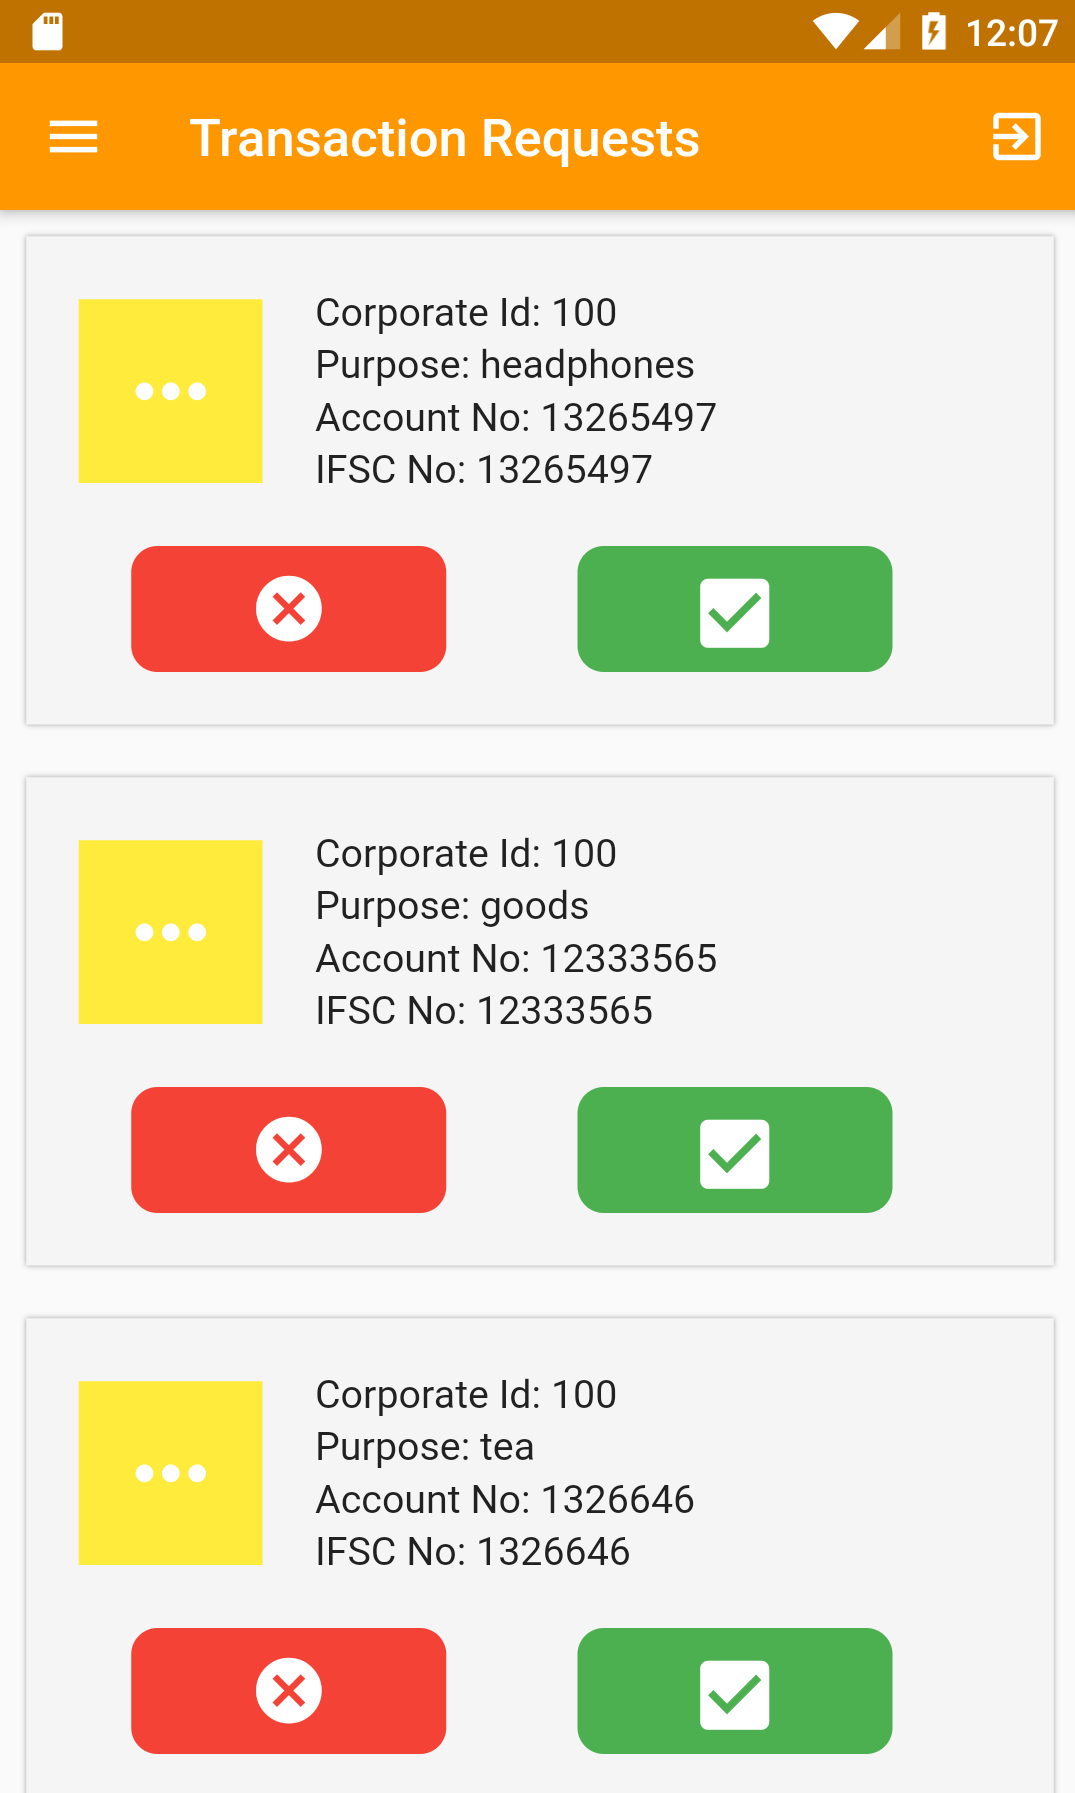 12:07
Transaction Requests
Corporate Id: 100
Purpose: headphones
Account No: 13265497
IFSC No: 13265497
Corporate Id: 100
Purpose: goods
Account No: 12333565
IFSC No: 12333565
Corporate Id: 100
Purpose: tea
Account No: 1326646
IFSC No: 1326646